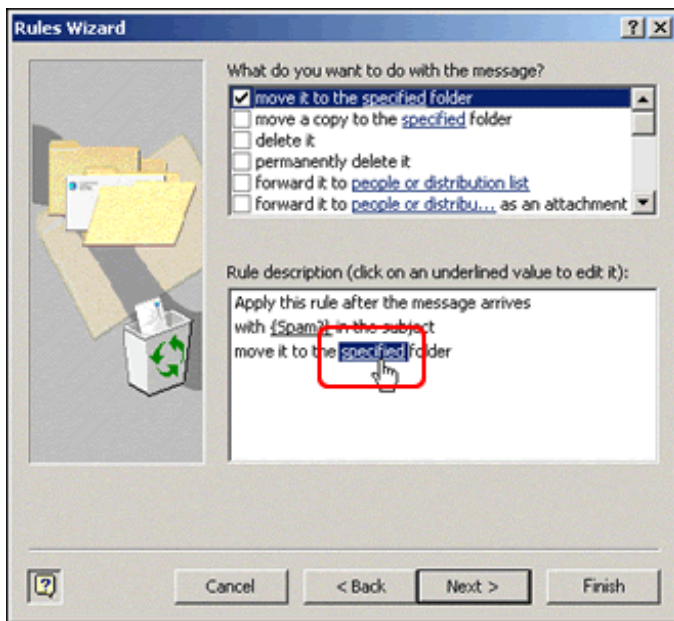 Rules Wizard
What do you want to do with the message?
move it to the specified folder
move a copy to the specified folder
delete it
permanently delete it
forward it to people or distribution list
forward it to people or distribu... as an attachment
Rule description (click on an underlined value to edit it):
Apply this rule after the message arrives
with {Spam?} in the subject
move it to the specified folder
Cancel
< Back
Next >
Finish